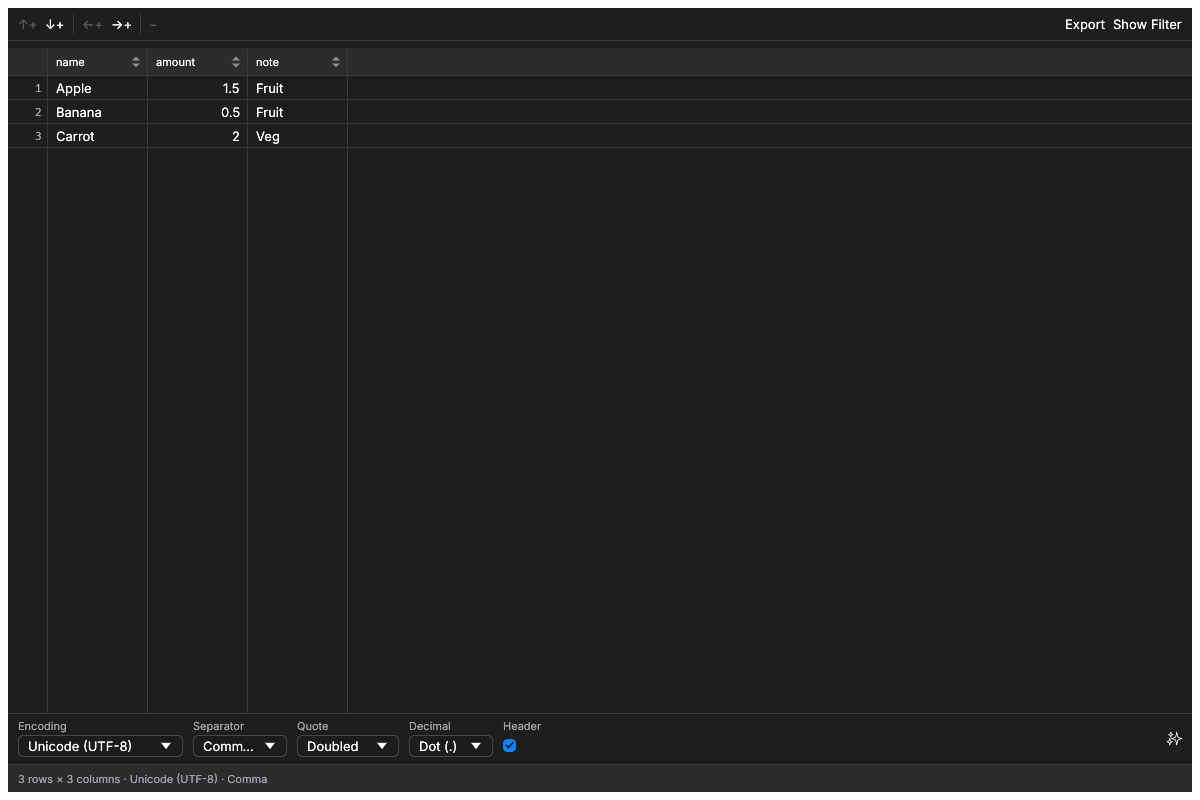 ↑+ ↓+ ←+ →+ − Export Show Filter
name amount note
1 Apple 1.5 Fruit
2 Banana 0.5 Fruit
3 Carrot 2 Veg
Encoding Separator Quote Decimal Header
Unicode (UTF-8) Comm... Doubled Dot (.)
3 rows × 3 columns · Unicode (UTF-8) · Comma